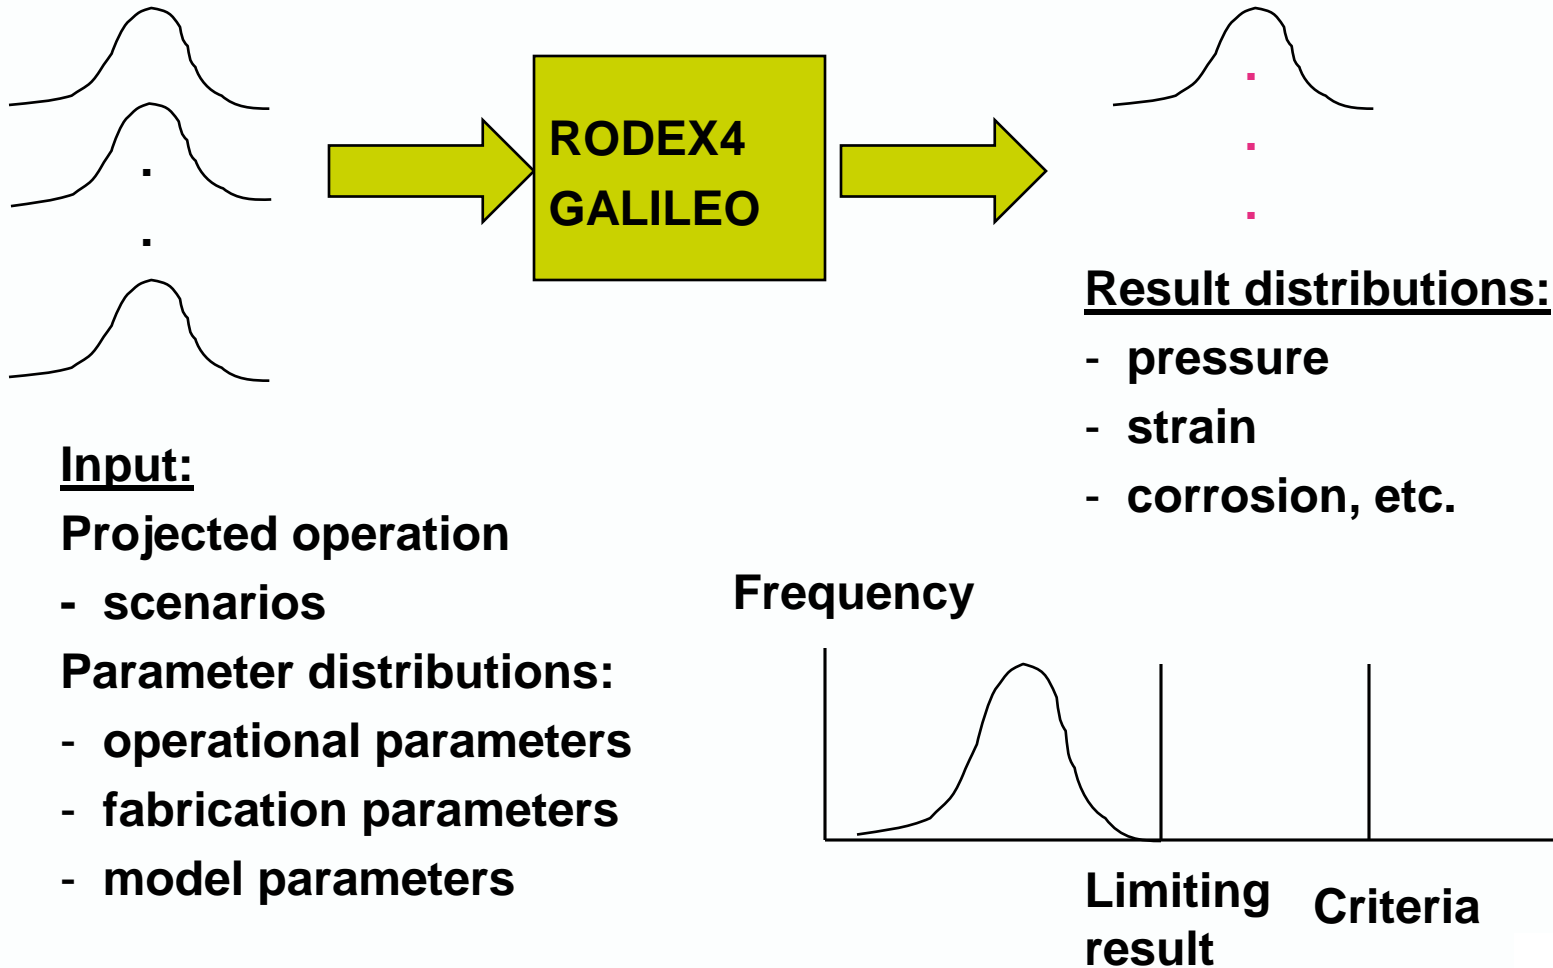 RODEX4
GALILEO
Result distributions:
- pressure
- strain
- corrosion, etc.
Input:
Projected operation
- scenarios
Parameter distributions:
- operational parameters
- fabrication parameters
- model parameters
Frequency
Limiting
result
Criteria